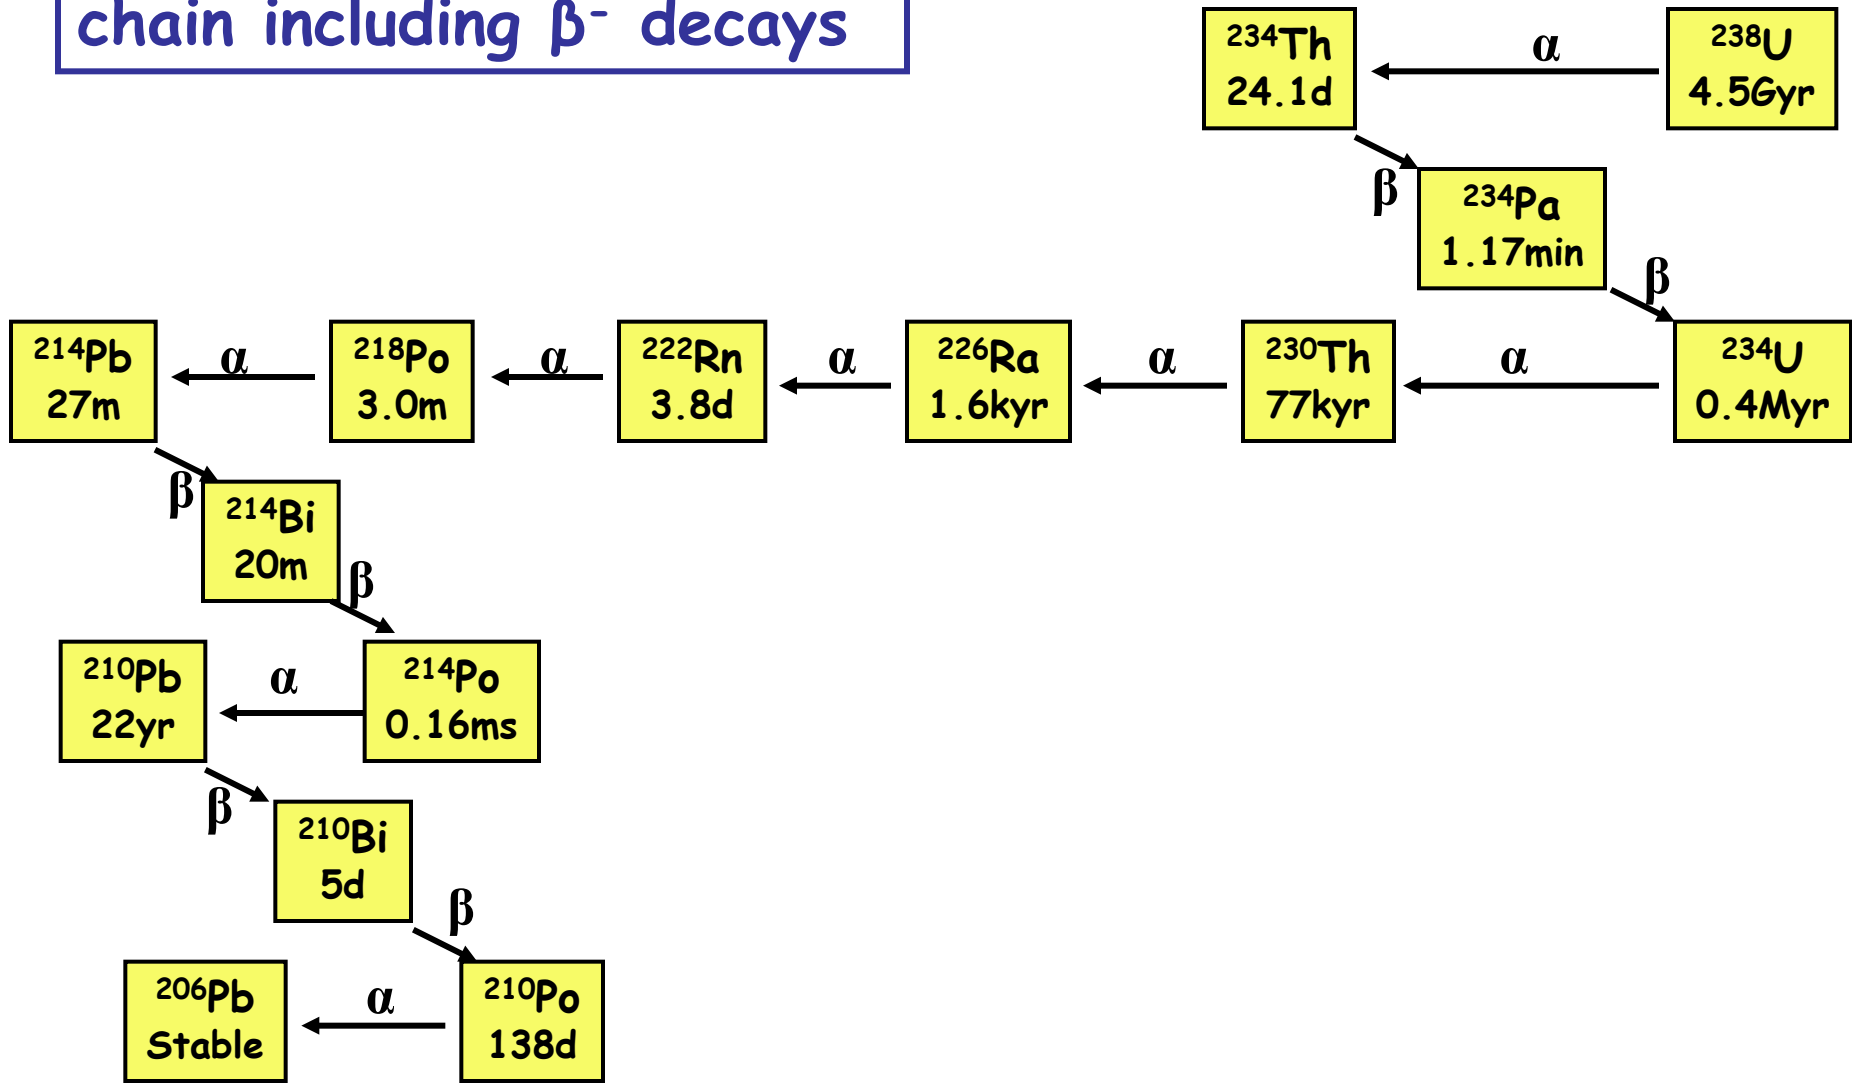 chain including β⁻ decays
²³⁴Th
24.1d
α
²³⁸U
4.5Gyr
β
²³⁴Pa
1.17min
β
²¹⁴Pb
27m
α
²¹⁸Po
3.0m
α
²²²Rn
3.8d
α
²²⁶Ra
1.6kyr
α
²³⁰Th
77kyr
α
²³⁴U
0.4Myr
β
²¹⁴Bi
20m
β
²¹⁰Pb
22yr
α
²¹⁴Po
0.16ms
β
²¹⁰Bi
5d
β
²⁰⁶Pb
Stable
α
²¹⁰Po
138d